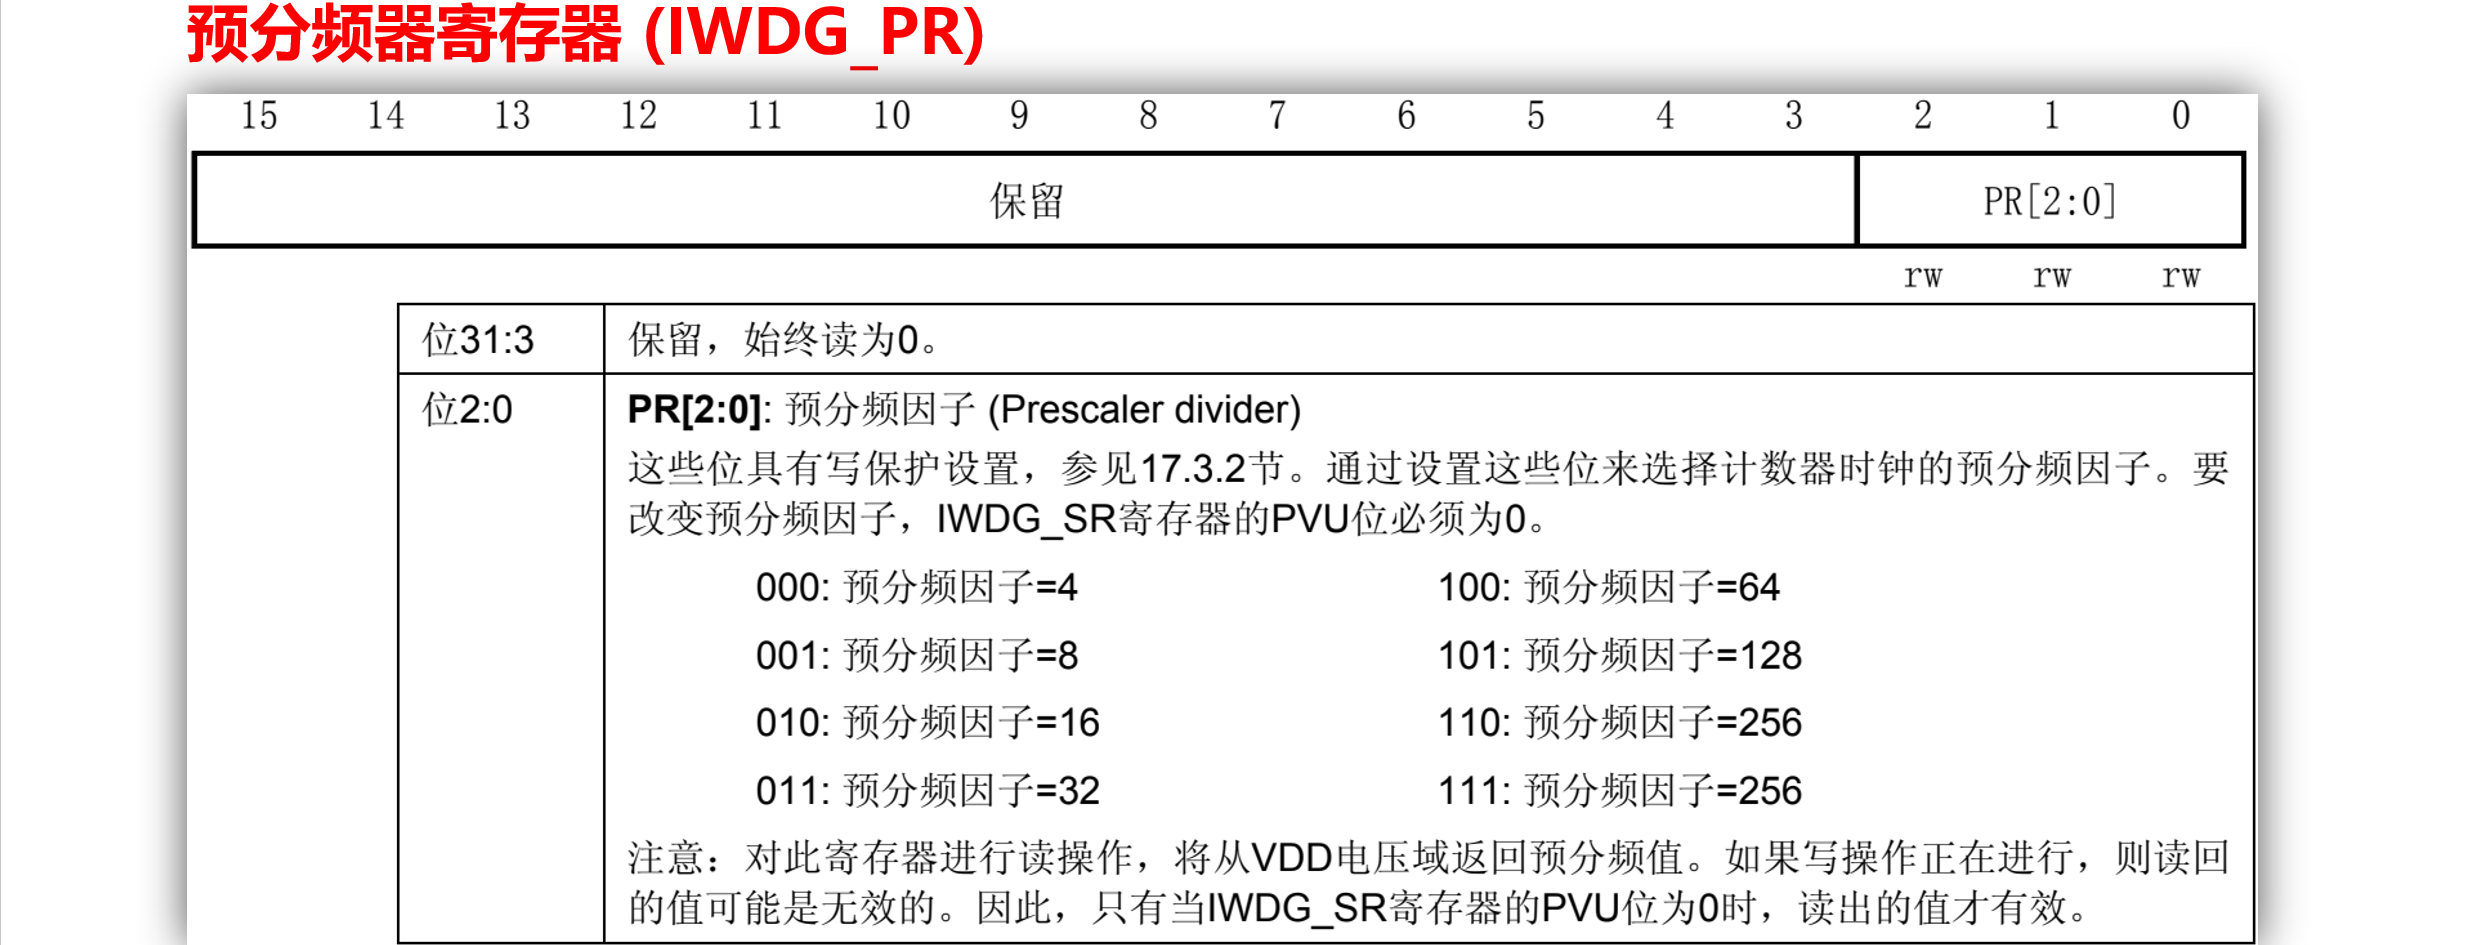 预分频器寄存器 (IWDG_PR)
15 14 13 12 11 10 9 8 7 6 5 4 3 2 1 0
保留 PR[2:0]
rw rw rw
位31:3 保留，始终读为0。
位2:0 PR[2:0]: 预分频因子 (Prescaler divider)
这些位具有写保护设置，参见17.3.2节。通过设置这些位来选择计数器时钟的预分频因子。要
改变预分频因子，IWDG_SR寄存器的PVU位必须为0。
000: 预分频因子=4 100: 预分频因子=64
001: 预分频因子=8 101: 预分频因子=128
010: 预分频因子=16 110: 预分频因子=256
011: 预分频因子=32 111: 预分频因子=256
注意：对此寄存器进行读操作，将从VDD电压域返回预分频值。如果写操作正在进行，则读回
的值可能是无效的。因此，只有当IWDG_SR寄存器的PVU位为0时，读出的值才有效。